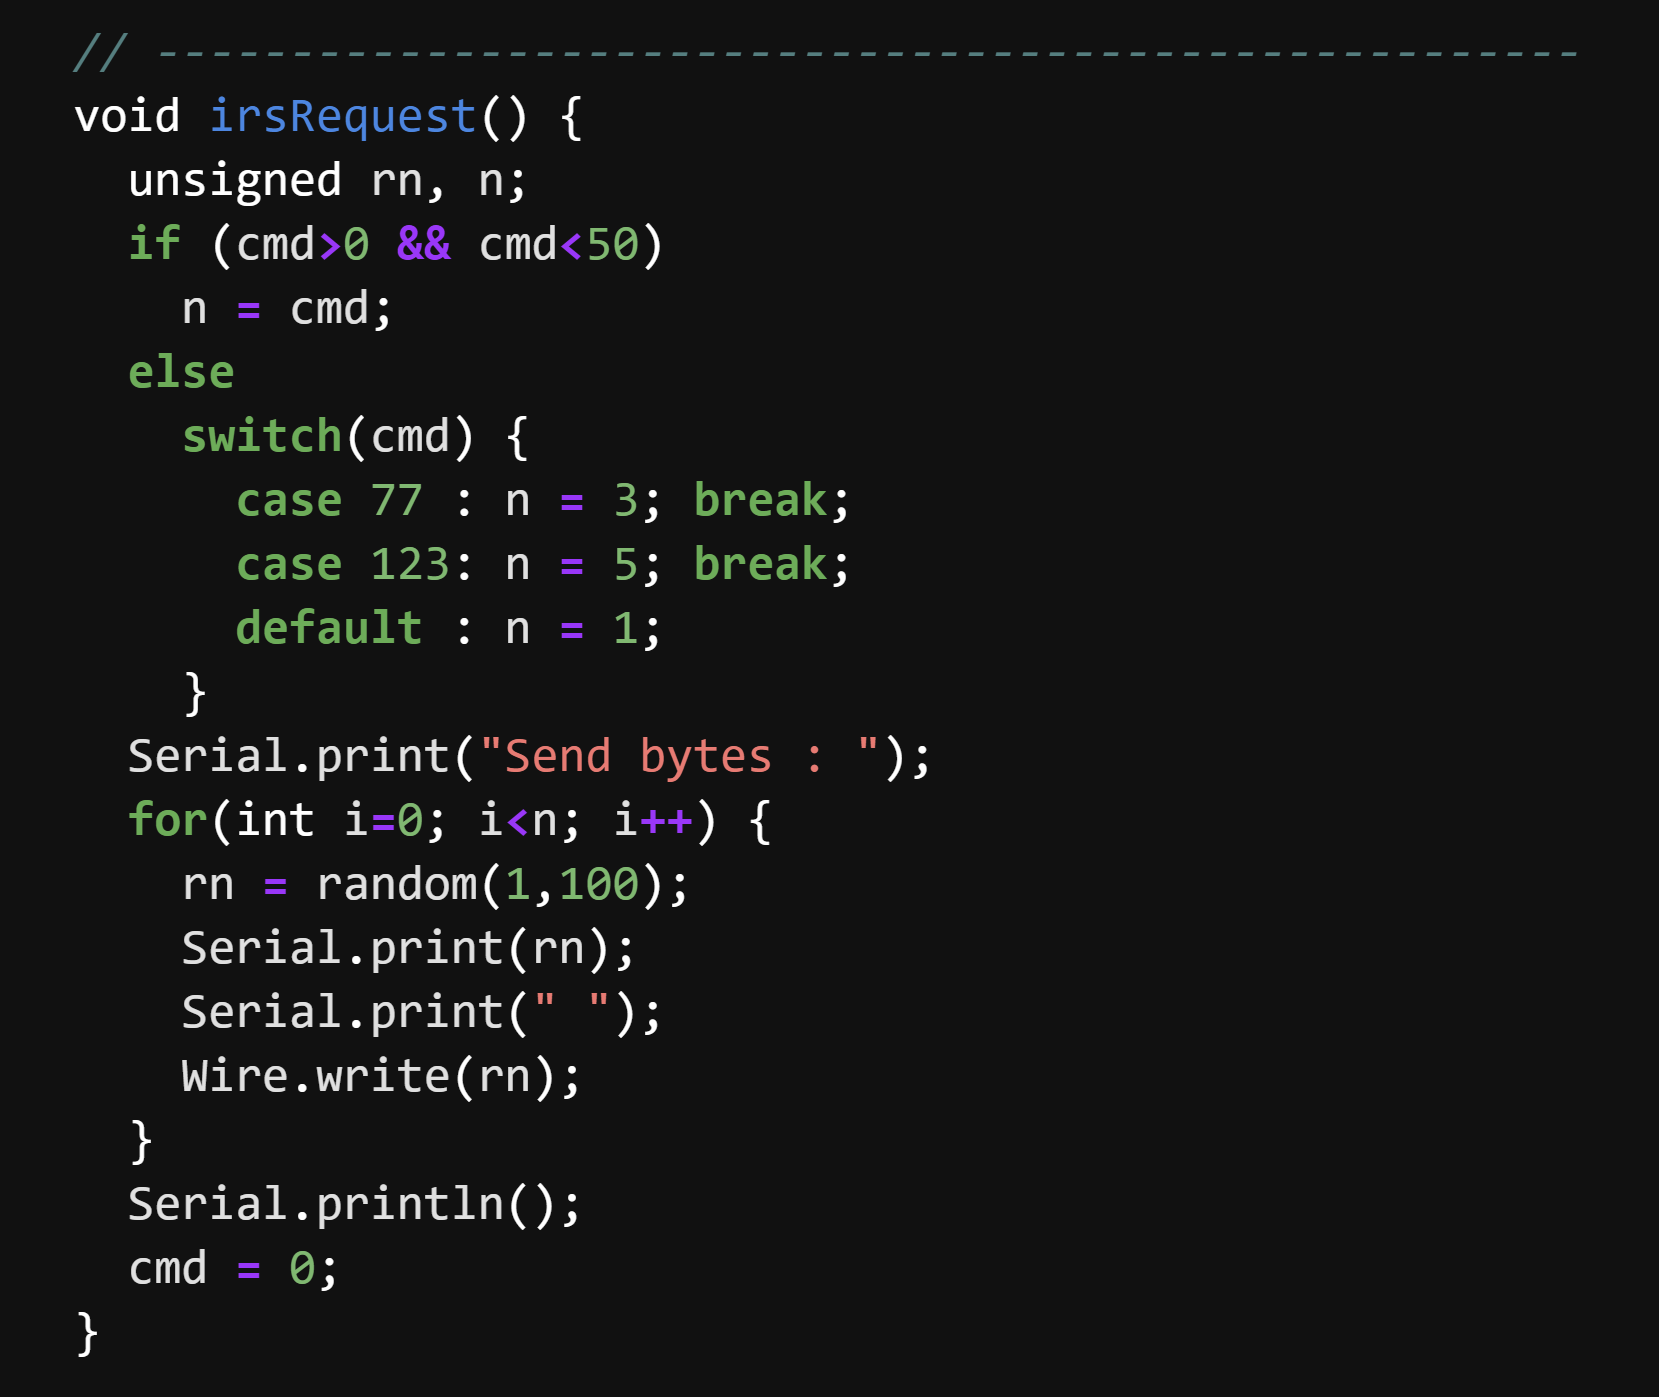 // -----------------------------------------------------
void irsRequest() {
  unsigned rn, n;
  if (cmd>0 && cmd<50)
    n = cmd;
  else
    switch(cmd) {
      case 77 : n = 3; break;
      case 123: n = 5; break;
      default : n = 1;
    }
  Serial.print("Send bytes : ");
  for(int i=0; i<n; i++) {
    rn = random(1,100);
    Serial.print(rn);
    Serial.print(" ");
    Wire.write(rn);
  }
  Serial.println();
  cmd = 0;
}